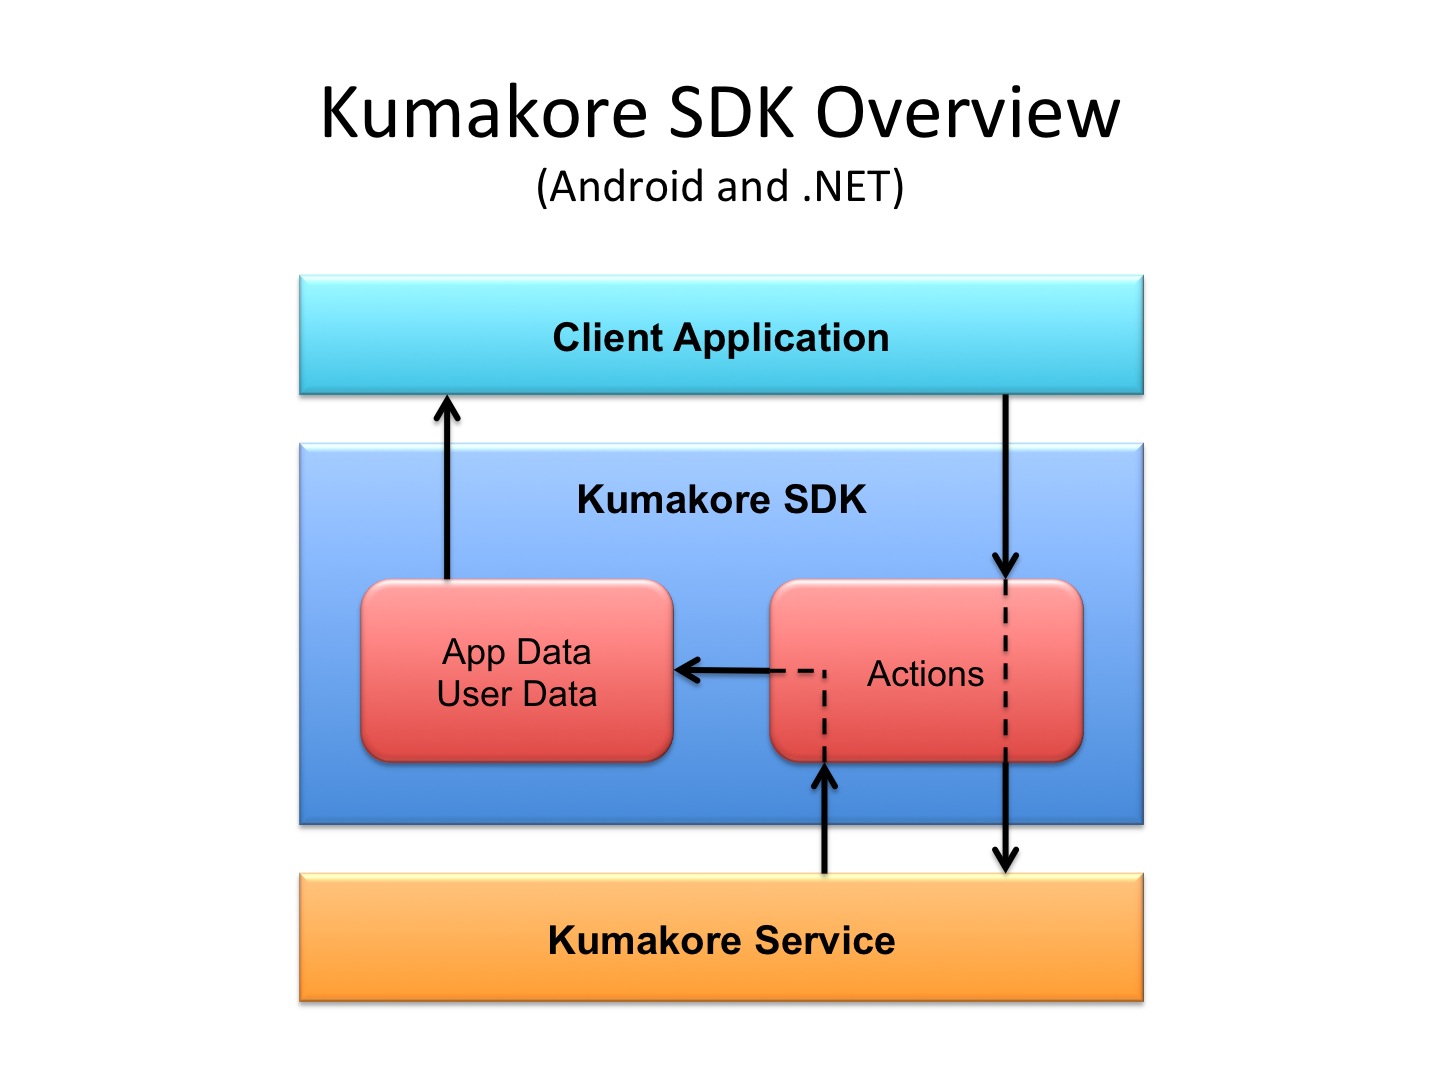 Kumakore SDK Overview
(Android and .NET)
Client Application
Kumakore SDK
App Data
User Data
Actions
Kumakore Service